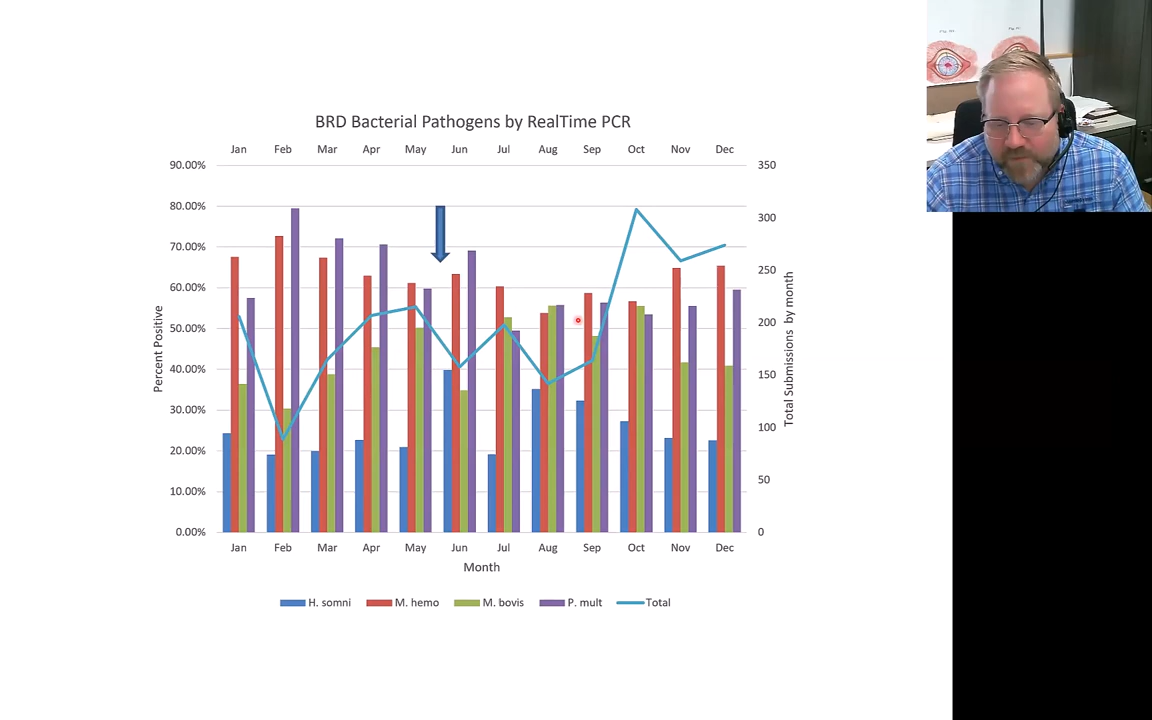 BRD Bacterial Pathogens by RealTime PCR
Jan Feb Mar Apr May Jun Jul Aug Sep Oct Nov Dec
90.00%
80.00%
70.00%
60.00%
50.00%
40.00%
30.00%
20.00%
10.00%
0.00%
Percent Positive
350
300
250
200
150
100
50
0
Total Submissions by month
Jan Feb Mar Apr May Jun Jul Aug Sep Oct Nov Dec
Month
H. somni M. hemo M. bovis P. mult Total